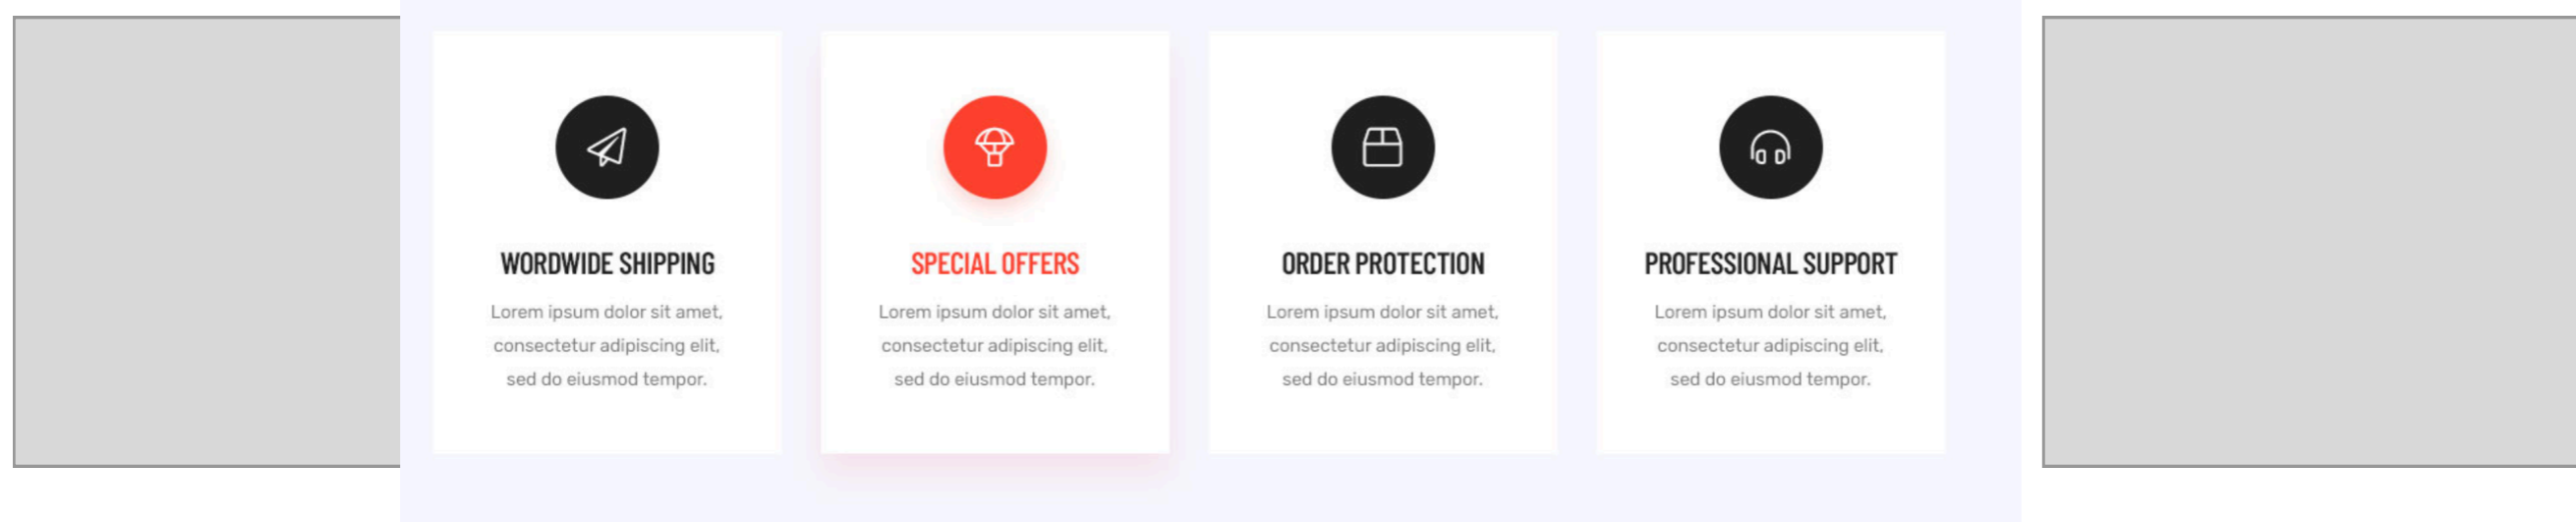 WORDWIDE SHIPPING
Lorem ipsum dolor sit amet,
consectetur adipiscing elit,
sed do eiusmod tempor.
SPECIAL OFFERS
Lorem ipsum dolor sit amet,
consectetur adipiscing elit,
sed do eiusmod tempor.
ORDER PROTECTION
Lorem ipsum dolor sit amet,
consectetur adipiscing elit,
sed do eiusmod tempor.
PROFESSIONAL SUPPORT
Lorem ipsum dolor sit amet,
consectetur adipiscing elit,
sed do eiusmod tempor.